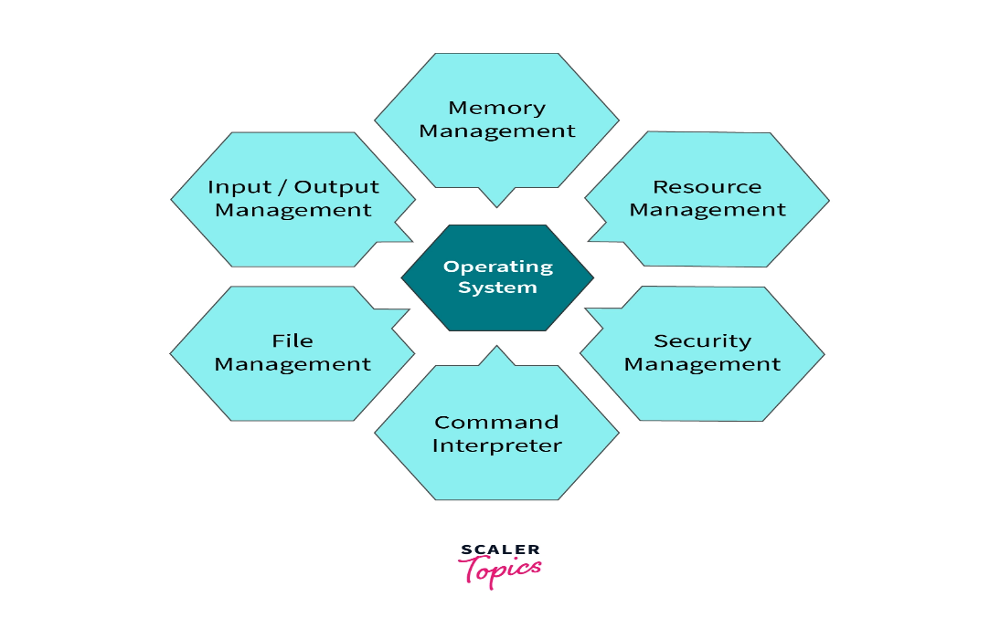 Memory
Management
Input / Output
Management
Resource
Management
Operating
System
File
Management
Security
Management
Command
Interpreter
SCALER
Topics